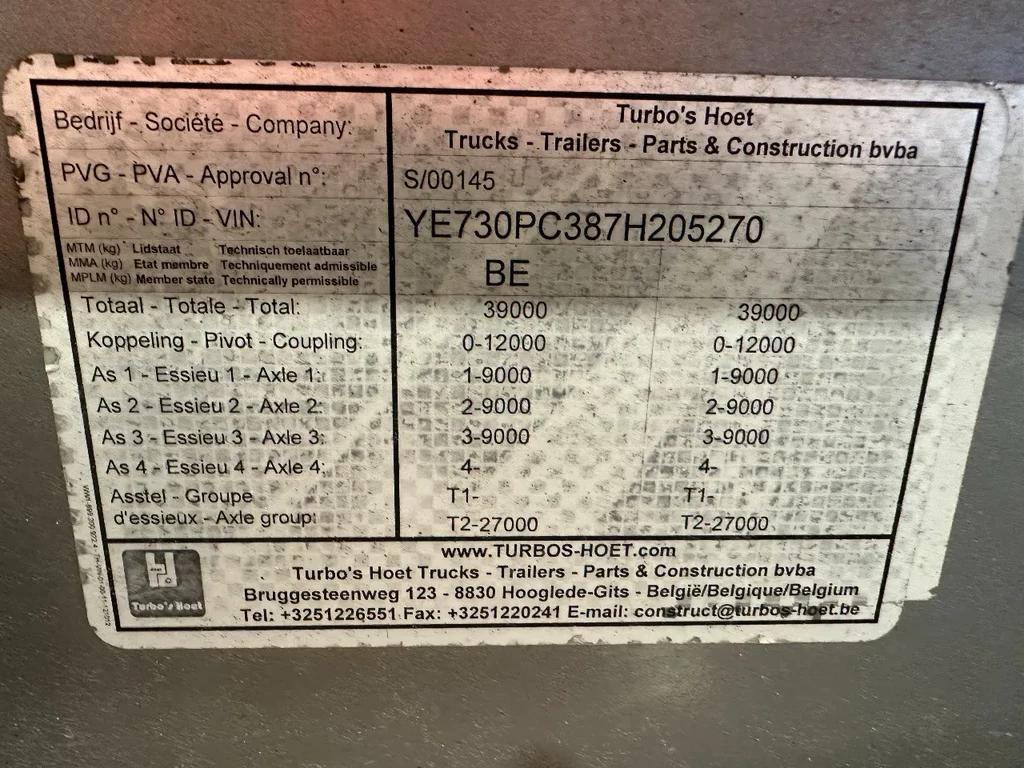 Bedrijf - Société - Company:
Turbo's Hoet
Trucks - Trailers - Parts & Construction bvba
PVG - PVA - Approval n°:
S/00145
ID n° - N° ID - VIN:
YE730PC387H205270
MTM (kg) Lidstaat Technisch toelaatbaar
MMA (kg) Etat membre Techniquement admissible
MPLM (kg) Member state Technically permissible
BE
Totaal - Totale - Total:
39000 39000
Koppeling - Pivot - Coupling:
0-12000 0-12000
As 1 - Essieu 1 - Axle 1:
1-9000 1-9000
As 2 - Essieu 2 - Axle 2:
2-9000 2-9000
As 3 - Essieu 3 - Axle 3:
3-9000 3-9000
As 4 - Essieu 4 - Axle 4:
4- 4-
Asstel - Groupe
d'essieux - Axle group:
T1- T1-
T2-27000 T2-27000
www.TURBOS-HOET.com
Turbo's Hoet Trucks - Trailers - Parts & Construction bvba
Bruggesteenweg 123 - 8830 Hooglede-Gits - België/Belgique/Belgium
Tel: +3251226551 Fax: +3251220241 E-mail: construct@turbos-hoet.be
Turbo's Hoet